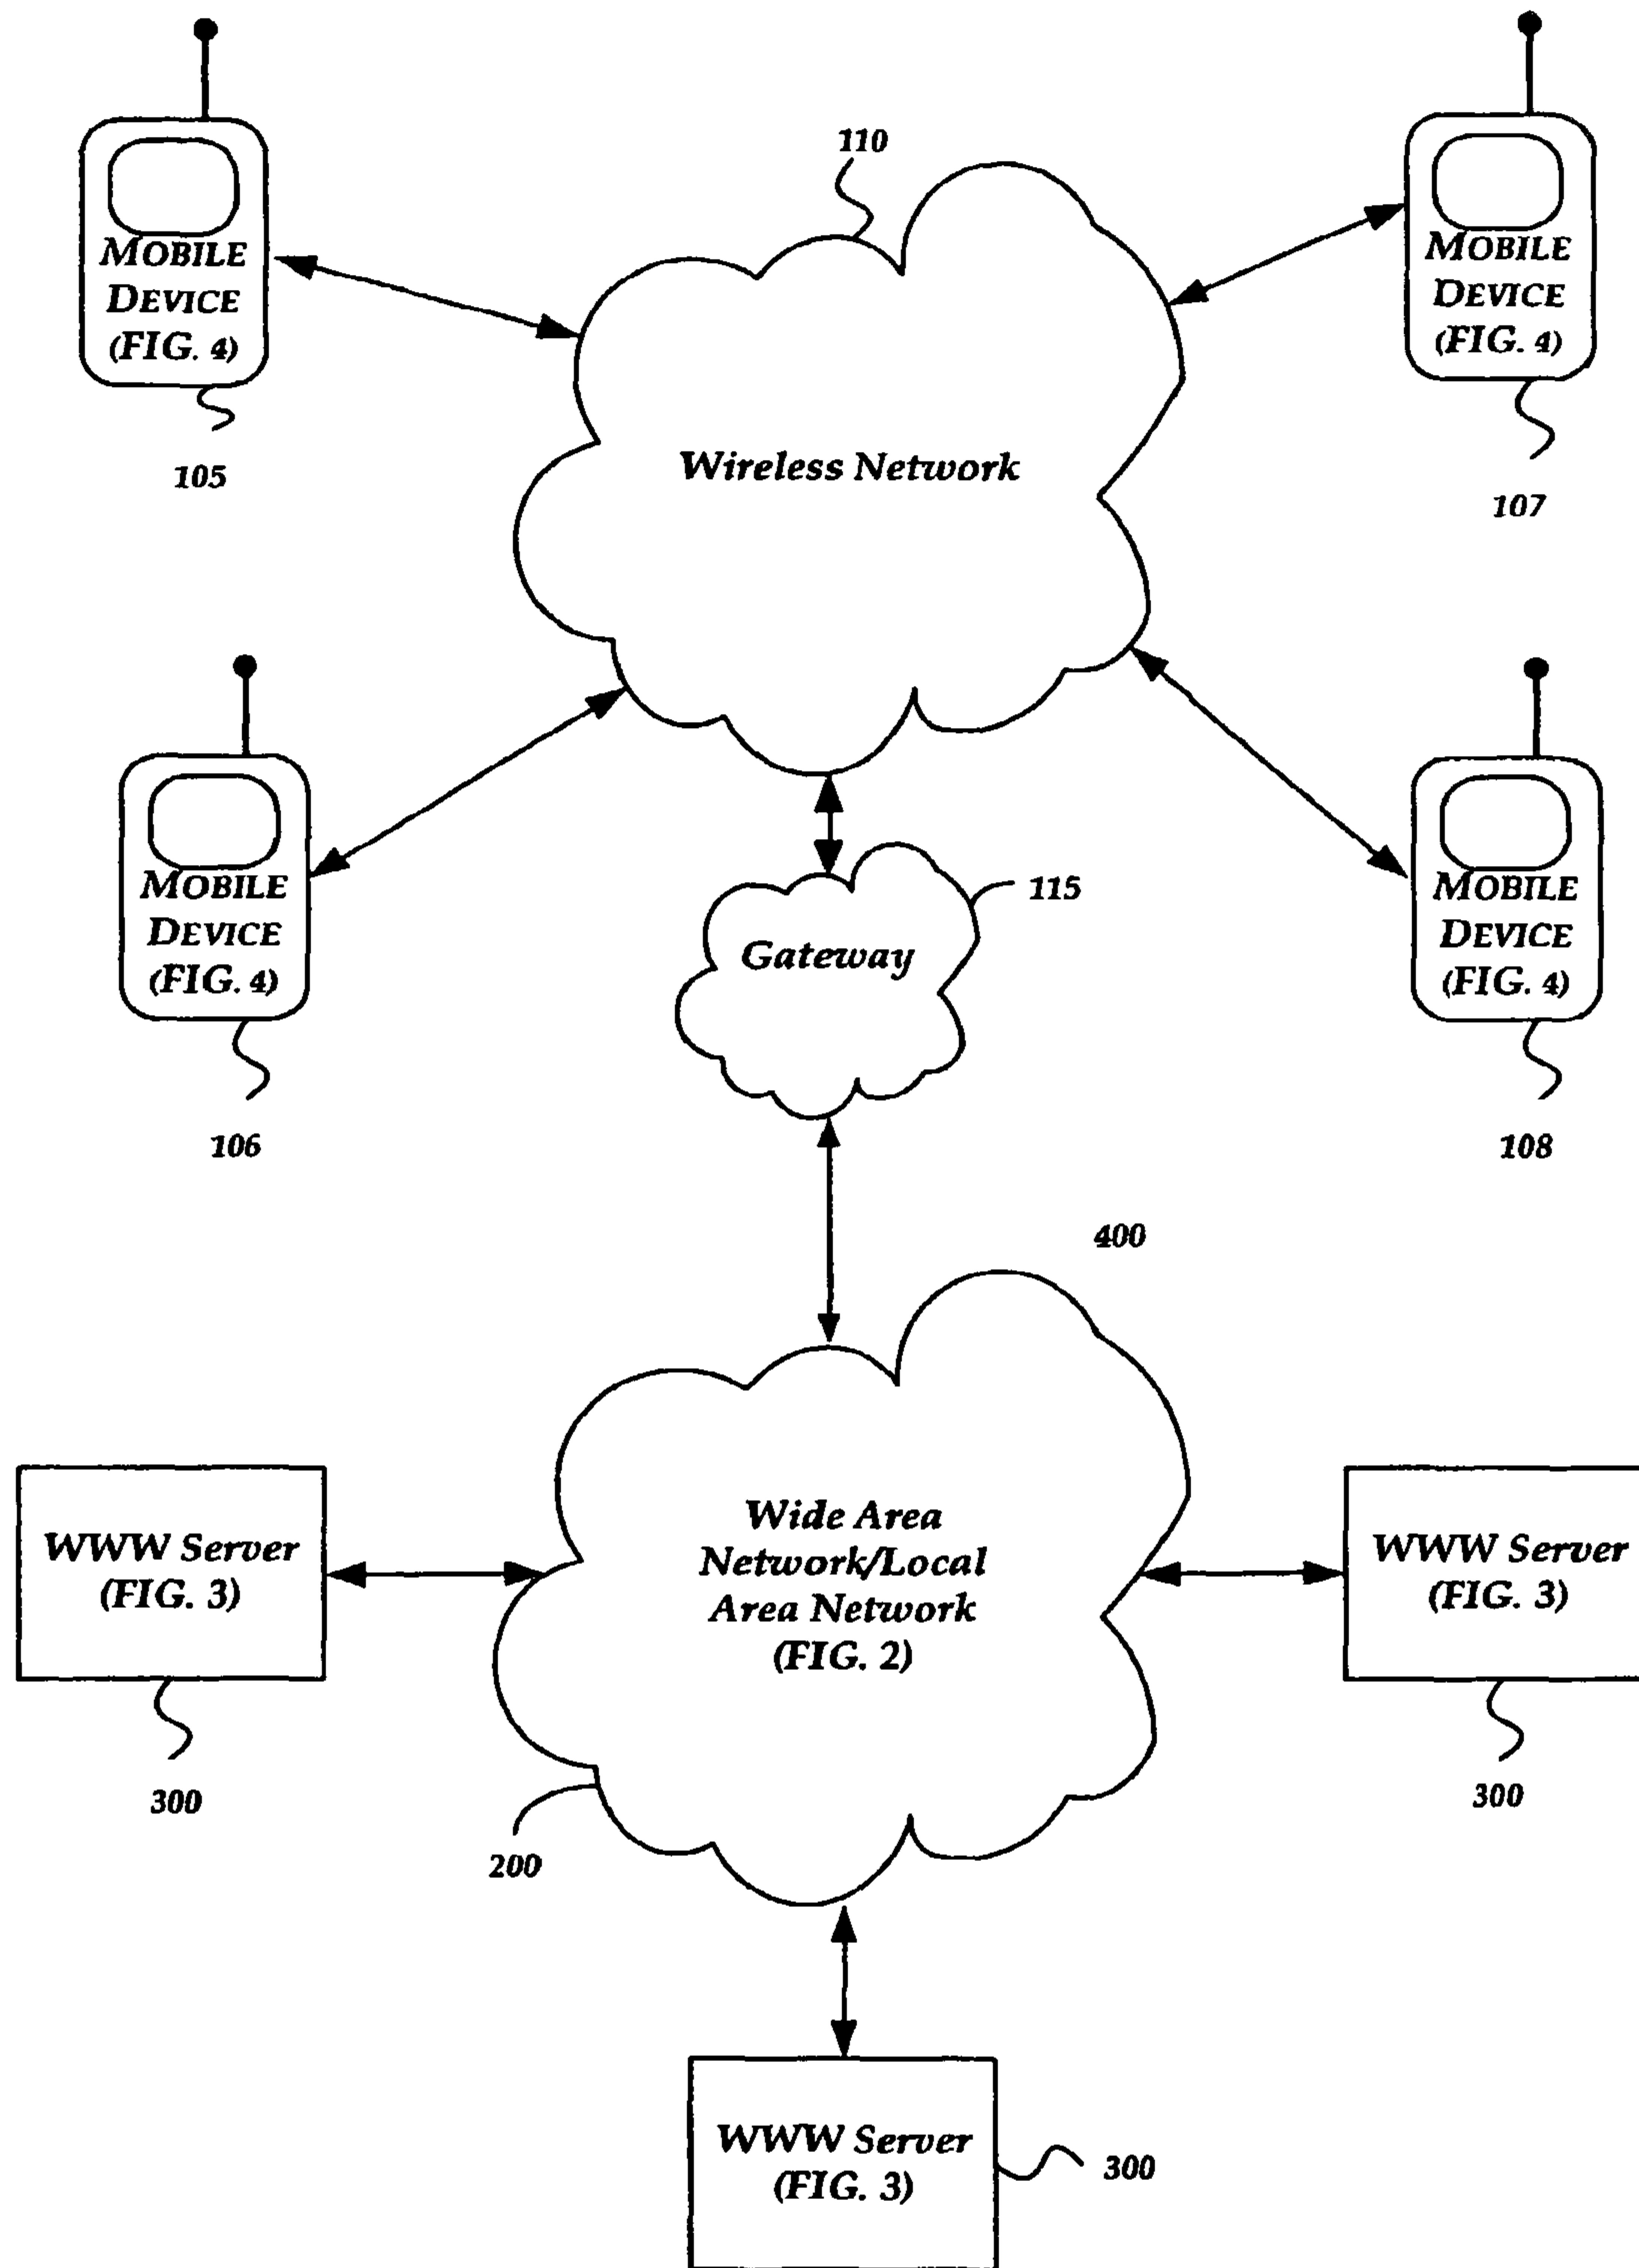 110
MOBILE
DEVICE
(FIG. 4)
105
MOBILE
DEVICE
(FIG. 4)
107
Wireless Network
MOBILE
DEVICE
(FIG. 4)
106
MOBILE
DEVICE
(FIG. 4)
108
115
Gateway
400
Wide Area
Network/Local
Area Network
(FIG. 2)
200
WWW Server
(FIG. 3)
300
WWW Server
(FIG. 3)
300
WWW Server
(FIG. 3)
300